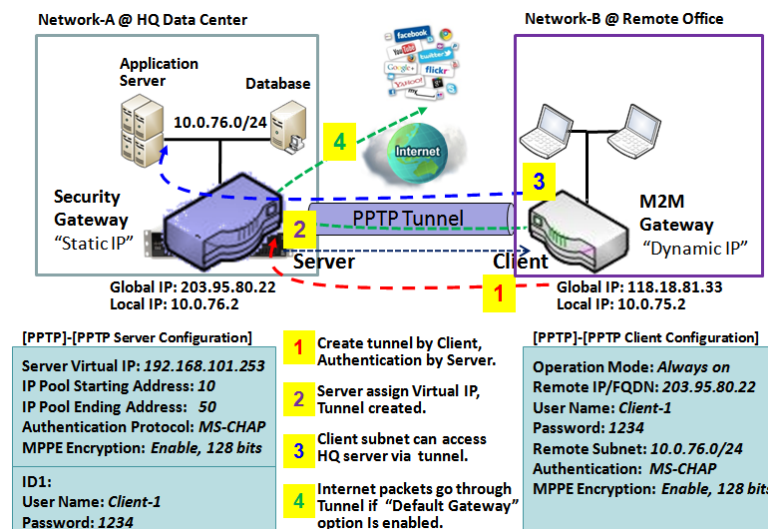 Network-A @ HQ Data Center
Network-B @ Remote Office
Application
Server
Database
10.0.76.0/24
facebook
YouTube
twitter
Google+
flickr
YAHOO!
my
4
Internet
3
Security
Gateway
"Static IP"
2
PPTP Tunnel
M2M
Gateway
"Dynamic IP"
Server
Client
1
Global IP: 203.95.80.22
Local IP: 10.0.76.2
Global IP: 118.18.81.33
Local IP: 10.0.75.2
[PPTP]-[PPTP Server Configuration]
Server Virtual IP: 192.168.101.253
IP Pool Starting Address: 10
IP Pool Ending Address: 50
Authentication Protocol: MS-CHAP
MPPE Encryption: Enable, 128 bits
ID1:
User Name: Client-1
Password: 1234
1
Create tunnel by Client,
Authentication by Server.
2
Server assign Virtual IP,
Tunnel created.
3
Client subnet can access
HQ server via tunnel.
4
Internet packets go through
Tunnel if "Default Gateway"
option Is enabled.
[PPTP]-[PPTP Client Configuration]
Operation Mode: Always on
Remote IP/FQDN: 203.95.80.22
User Name: Client-1
Password: 1234
Remote Subnet: 10.0.76.0/24
Authentication: MS-CHAP
MPPE Encryption: Enable, 128 bits